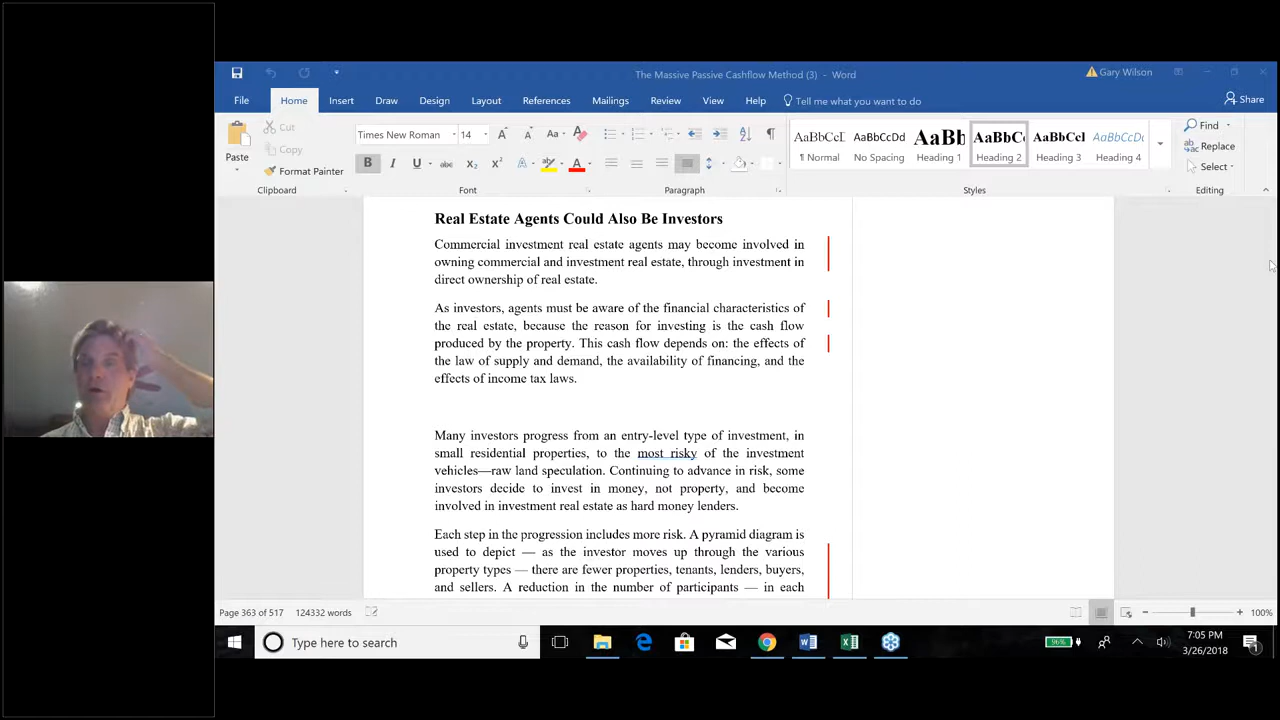 The Massive Passive Cashflow Method (3) - Word
Gary Wilson
File Home Insert Draw Design Layout References Mailings Review View Help Tell me what you want to do
Share
Paste
Cut
Copy
Format Painter
Clipboard
Times New Roman
14
Aa
B I U abc X₂ X²
A A
Font
Paragraph
AaBbCcI AaBbCcDd AaBb AaBbCc AaBbCcl AaBbCcDc
¶ Normal No Spacing Heading 1 Heading 2 Heading 3 Heading 4
Styles
Find
Replace
Select
Editing
Real Estate Agents Could Also Be Investors
Commercial investment real estate agents may become involved in
owning commercial and investment real estate, through investment in
direct ownership of real estate.
As investors, agents must be aware of the financial characteristics of
the real estate, because the reason for investing is the cash flow
produced by the property. This cash flow depends on: the effects of
the law of supply and demand, the availability of financing, and the
effects of income tax laws.
Many investors progress from an entry-level type of investment, in
small residential properties, to the most risky of the investment
vehicles—raw land speculation. Continuing to advance in risk, some
investors decide to invest in money, not property, and become
involved in investment real estate as hard money lenders.
Each step in the progression includes more risk. A pyramid diagram is
used to depict — as the investor moves up through the various
property types — there are fewer properties, tenants, lenders, buyers,
and sellers. A reduction in the number of participants — in each
Page 363 of 517 124332 words
100%
Type here to search
96%
7:05 PM
3/26/2018